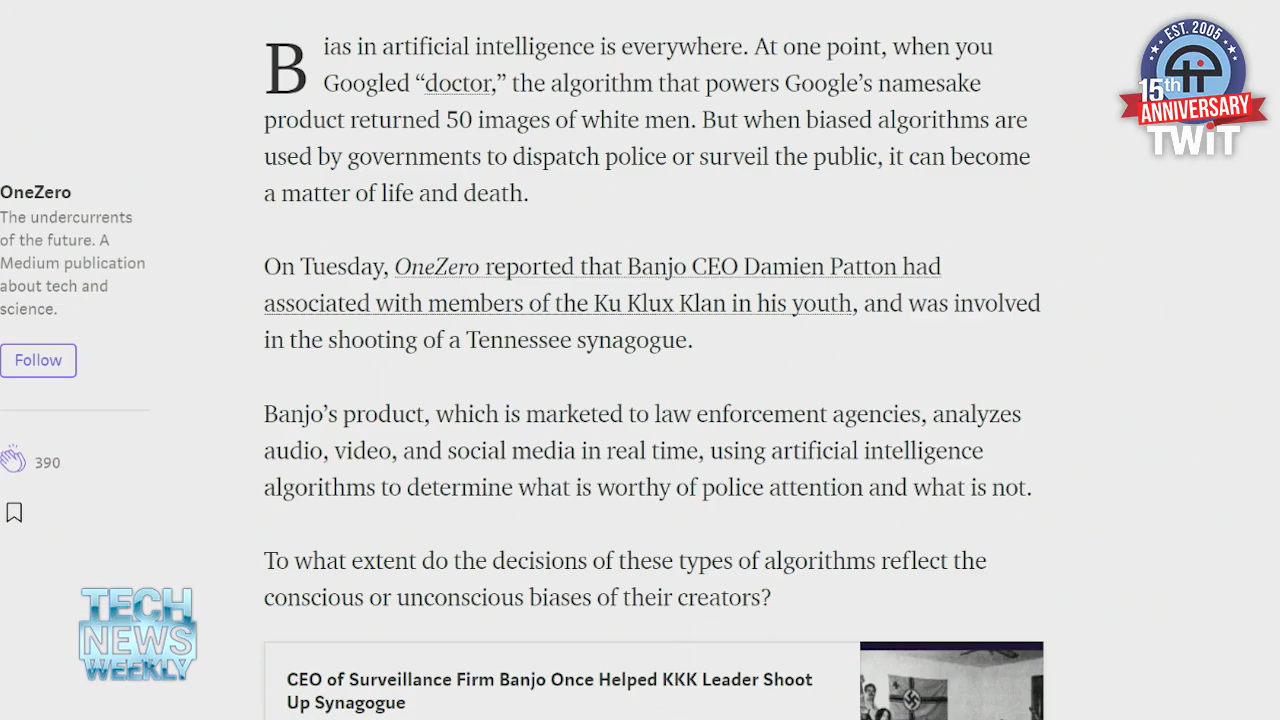 Bias in artificial intelligence is everywhere. At one point, when you
Googled “doctor,” the algorithm that powers Google’s namesake
product returned 50 images of white men. But when biased algorithms are
used by governments to dispatch police or surveil the public, it can become
a matter of life and death.
On Tuesday, OneZero reported that Banjo CEO Damien Patton had
associated with members of the Ku Klux Klan in his youth, and was involved
in the shooting of a Tennessee synagogue.
Banjo’s product, which is marketed to law enforcement agencies, analyzes
audio, video, and social media in real time, using artificial intelligence
algorithms to determine what is worthy of police attention and what is not.
To what extent do the decisions of these types of algorithms reflect the
conscious or unconscious biases of their creators?
CEO of Surveillance Firm Banjo Once Helped KKK Leader Shoot
Up Synagogue
OneZero
The undercurrents
of the future. A
Medium publication
about tech and
science.
Follow
390
TECH
NEWS
WEEKLY
EST. 2005
15th
ANNIVERSARY
TWiT